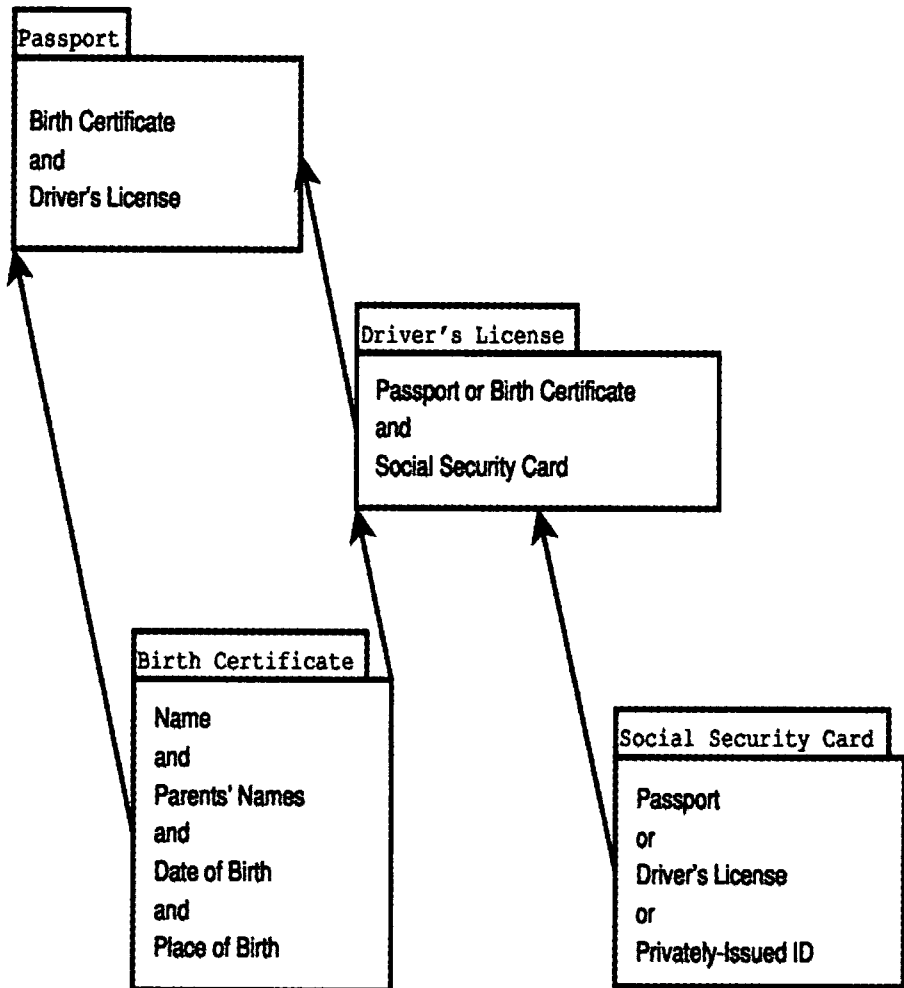 Passport
Birth Certificate
and
Driver's License
Driver's License
Passport or Birth Certificate
and
Social Security Card
Birth Certificate
Name
and
Parents' Names
and
Date of Birth
and
Place of Birth
Social Security Card
Passport
or
Driver's License
or
Privately-Issued ID